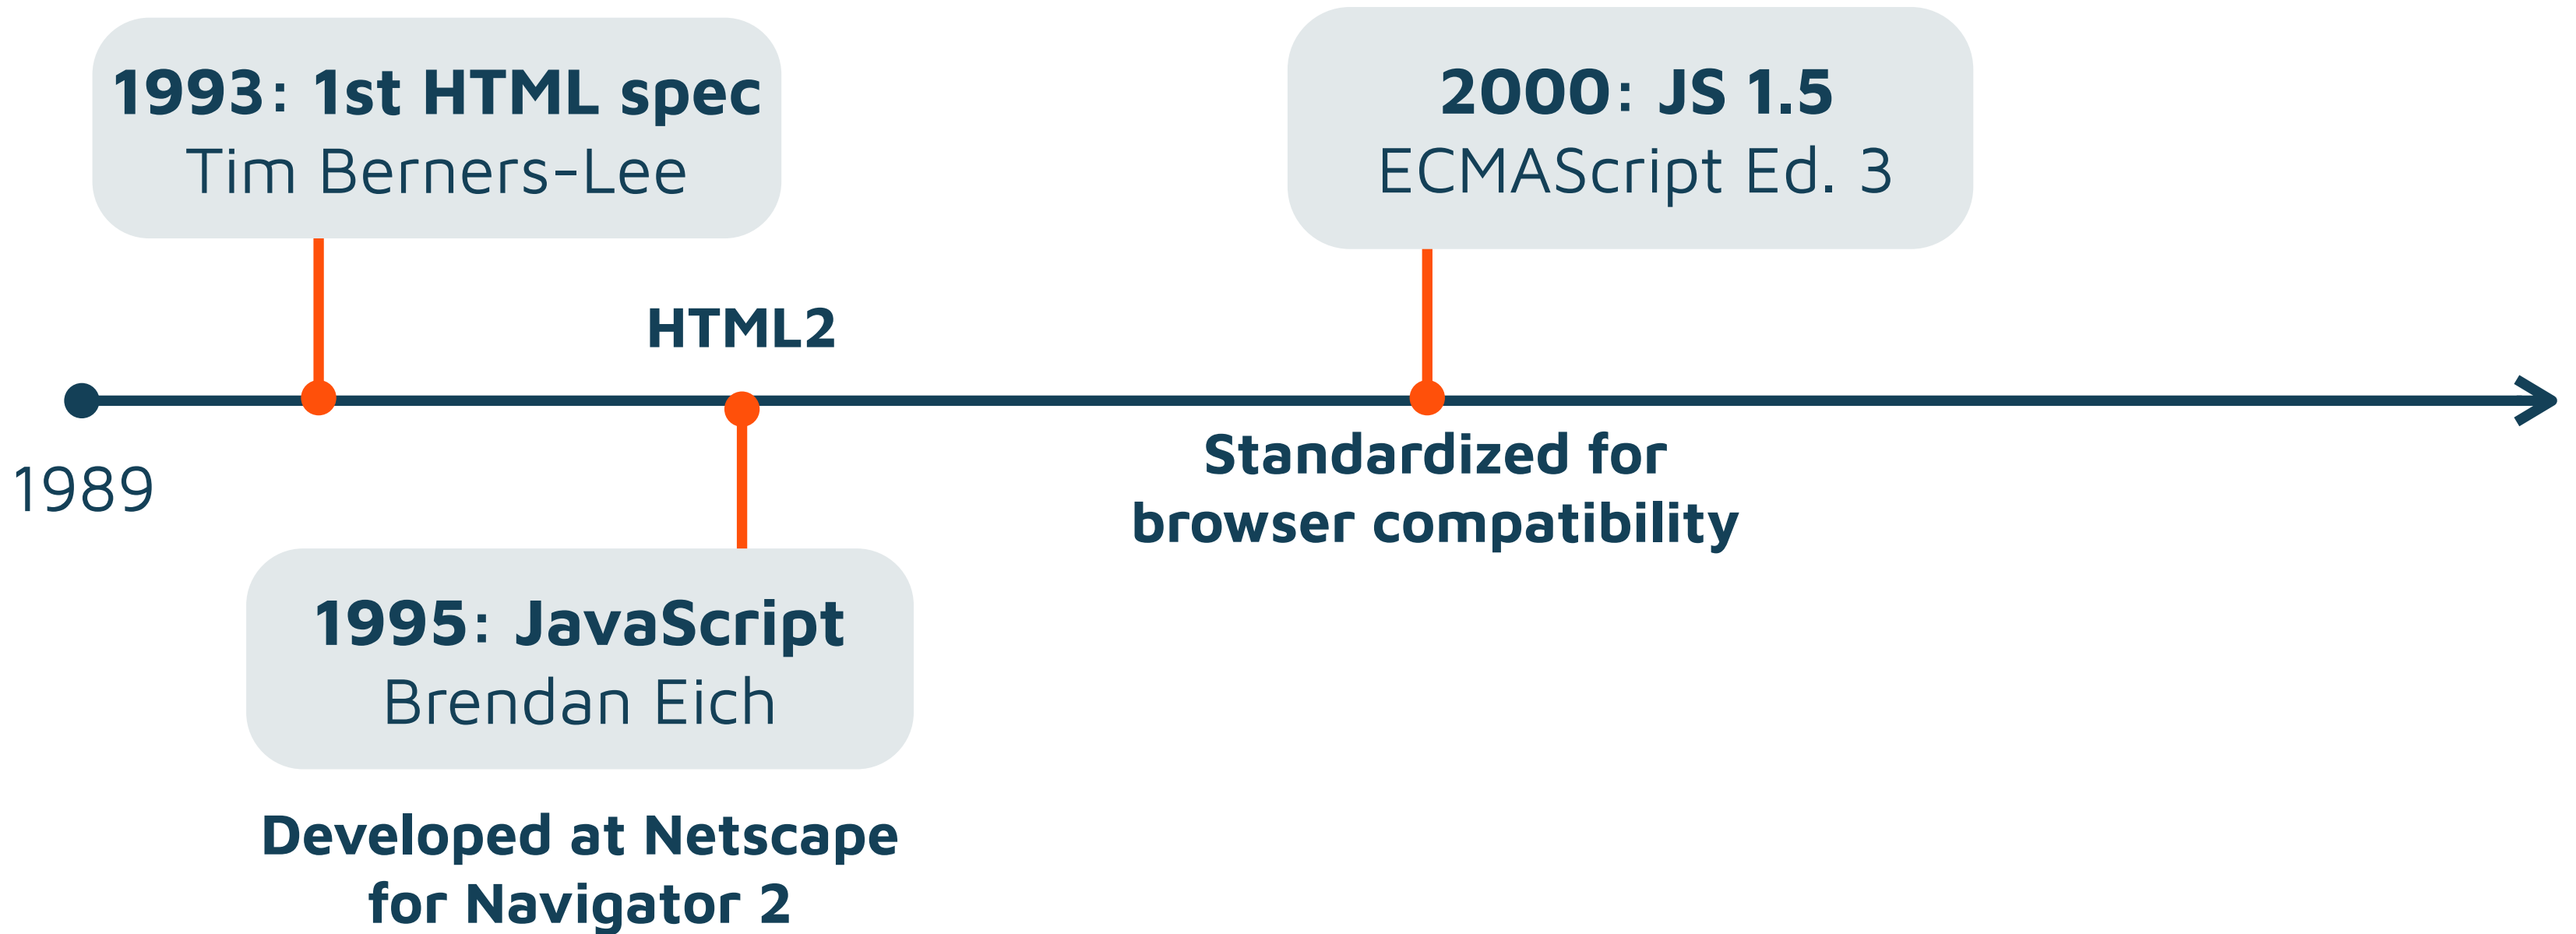 1993: 1st HTML spec
Tim Berners-Lee
2000: JS 1.5
ECMAScript Ed. 3
HTML2
1989
Standardized for
browser compatibility
1995: JavaScript
Brendan Eich
Developed at Netscape
for Navigator 2